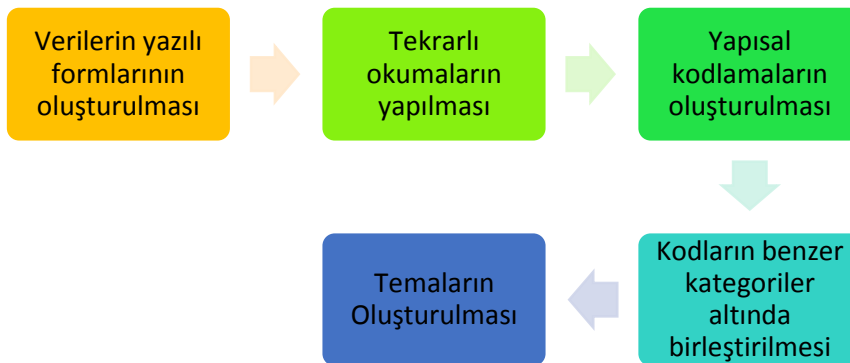 Verilerin yazılı
formlarının
oluşturulması
Tekrarlı
okumaların
yapılması
Yapısal
kodlamaların
oluşturulması
Kodların benzer
kategoriler
altında
birleştirilmesi
Temaların
Oluşturulması